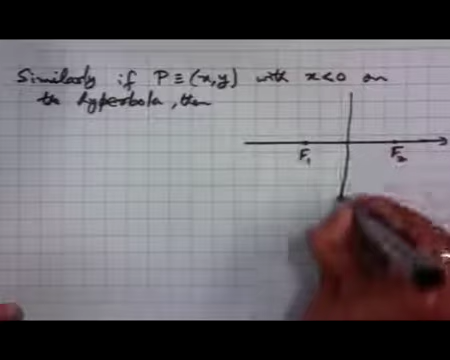 Similarly if P ≡ (x, y) with x < 0 on
the hyperbola, then
F₁ F₂